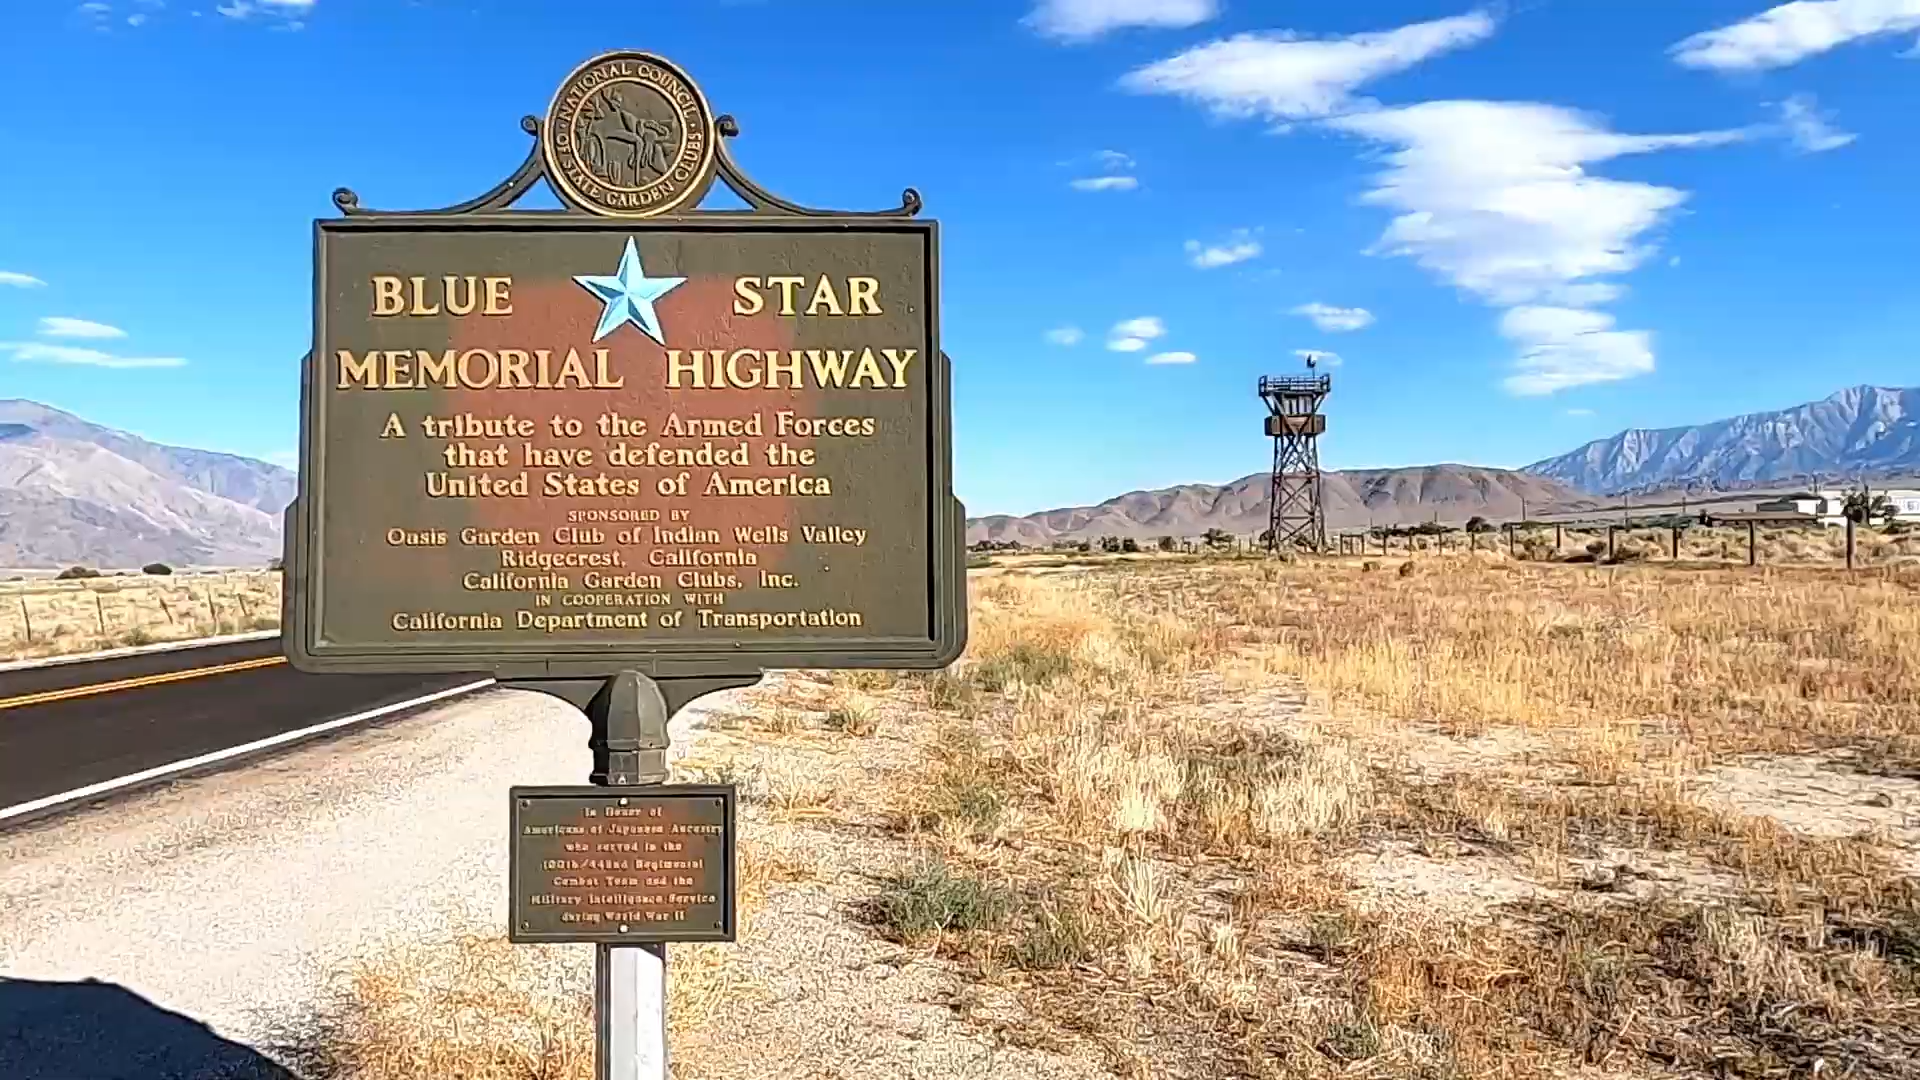 NATIONAL COUNCIL OF STATE GARDEN CLUBS
BLUE STAR
MEMORIAL HIGHWAY
A tribute to the Armed Forces
that have defended the
United States of America
SPONSORED BY
Oasis Garden Club of Indian Wells Valley
Ridgecrest, California
California Garden Clubs, Inc.
IN COOPERATION WITH
California Department of Transportation
In Honor of
Americans of Japanese Ancestry
who served in the
100th/442nd Regimental
Combat Team and the
Military Intelligence Service
during World War II